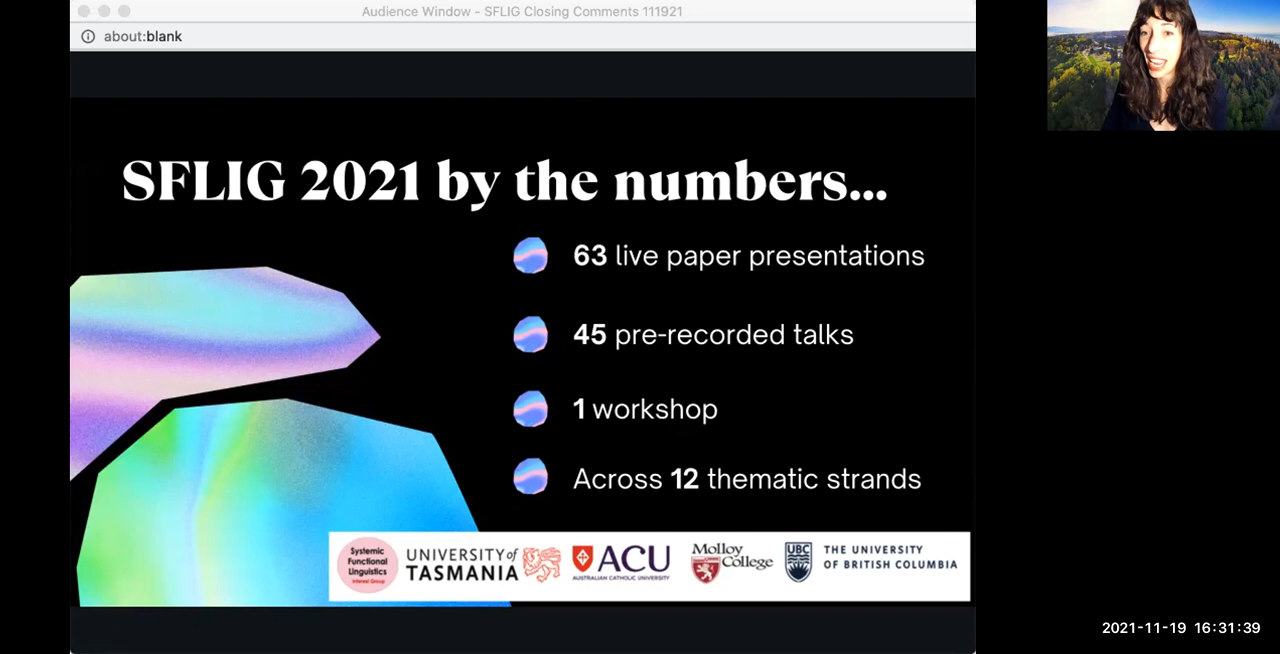 Audience Window - SFLIG Closing Comments 111921
about:blank
SFLIG 2021 by the numbers...
63 live paper presentations
45 pre-recorded talks
1 workshop
Across 12 thematic strands
Systemic
Functional
Linguistics
Interest Group
UNIVERSITY of
TASMANIA
ACU
AUSTRALIAN CATHOLIC UNIVERSITY
Molloy
College
UBC
THE UNIVERSITY
OF BRITISH COLUMBIA
2021-11-19 16:31:39